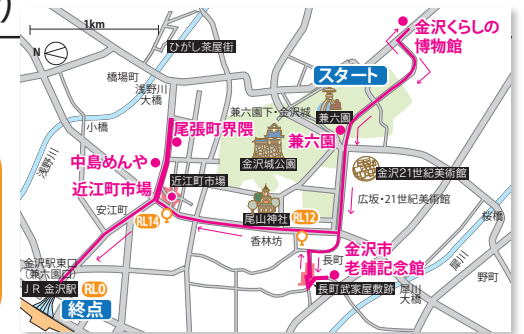 り
1km
N
ひがし茶屋街
金沢くらしの
博物館
スタート
橋場町
浅野川
大橋
兼六園下・金沢城
兼六園
小橋
尾張町界隈
兼六園
浅野川
中島めんや
金沢城公園
金沢21世紀美術館
近江町市場
近江町市場
広坂・21世紀美術館
安江町
RL14
尾山神社
RL12
桜橋
香林坊
金沢市
老舗記念館
犀川
金沢駅東口
(兼六園口)
長町
野町
JR 金沢駅
RL0
長町武家屋敷跡
犀川
大橋
終点